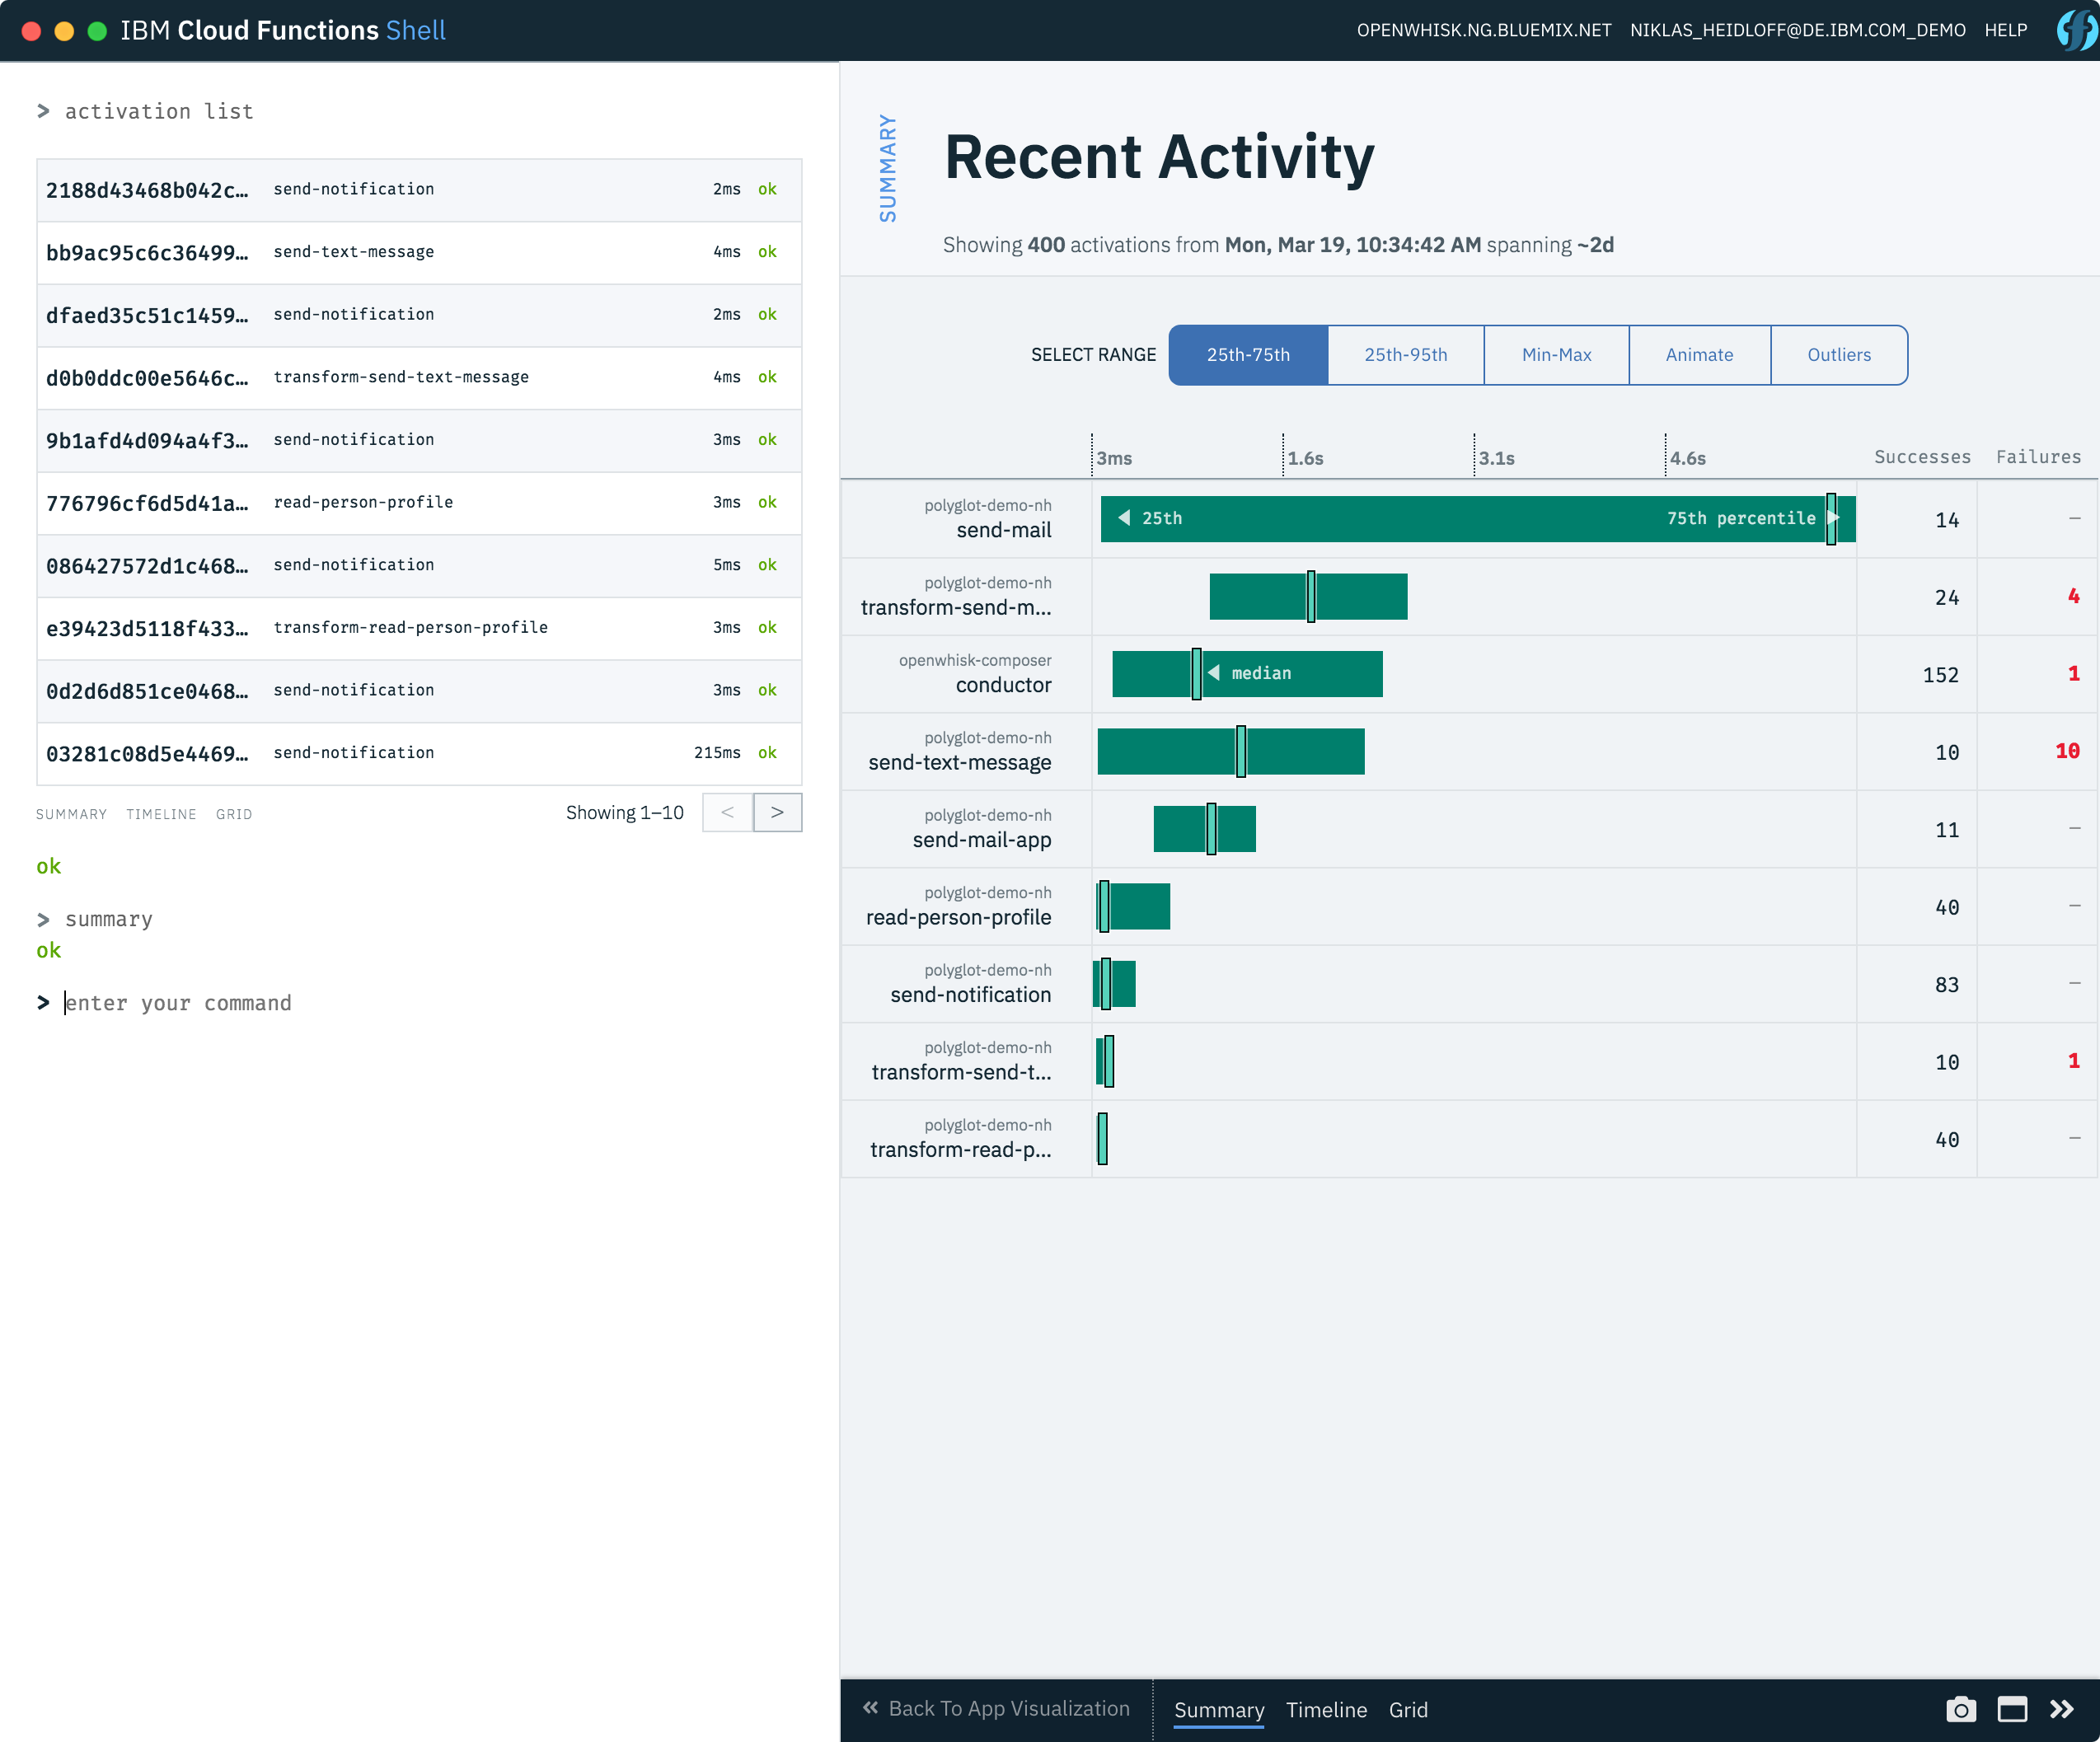 IBM Cloud Functions Shell
OPENWHISK.NG.BLUEMIX.NET NIKLAS_HEIDLOFF@DE.IBM.COM_DEMO HELP
> activation list
2188d43468b042c… send-notification 2ms ok
bb9ac95c6c36499… send-text-message 4ms ok
dfaed35c51c1459… send-notification 2ms ok
d0b0ddc00e5646c… transform-send-text-message 4ms ok
9b1afd4d094a4f3… send-notification 3ms ok
776796cf6d5d41a… read-person-profile 3ms ok
086427572d1c468… send-notification 5ms ok
e39423d5118f433… transform-read-person-profile 3ms ok
0d2d6d851ce0468… send-notification 3ms ok
03281c08d5e4469… send-notification 215ms ok
SUMMARY TIMELINE GRID Showing 1–10 < >
ok
> summary
ok
> enter your command
SUMMARY
Recent Activity
Showing 400 activations from Mon, Mar 19, 10:34:42 AM spanning ~2d
SELECT RANGE 25th-75th 25th-95th Min-Max Animate Outliers
3ms 1.6s 3.1s 4.6s Successes Failures
polyglot-demo-nh
send-mail 25th 75th percentile 14 –
polyglot-demo-nh
transform-send-m… 24 4
openwhisk-composer
conductor median 152 1
polyglot-demo-nh
send-text-message 10 10
polyglot-demo-nh
send-mail-app 11 –
polyglot-demo-nh
read-person-profile 40 –
polyglot-demo-nh
send-notification 83 –
polyglot-demo-nh
transform-send-t… 10 1
polyglot-demo-nh
transform-read-p… 40 –
Back To App Visualization Summary Timeline Grid